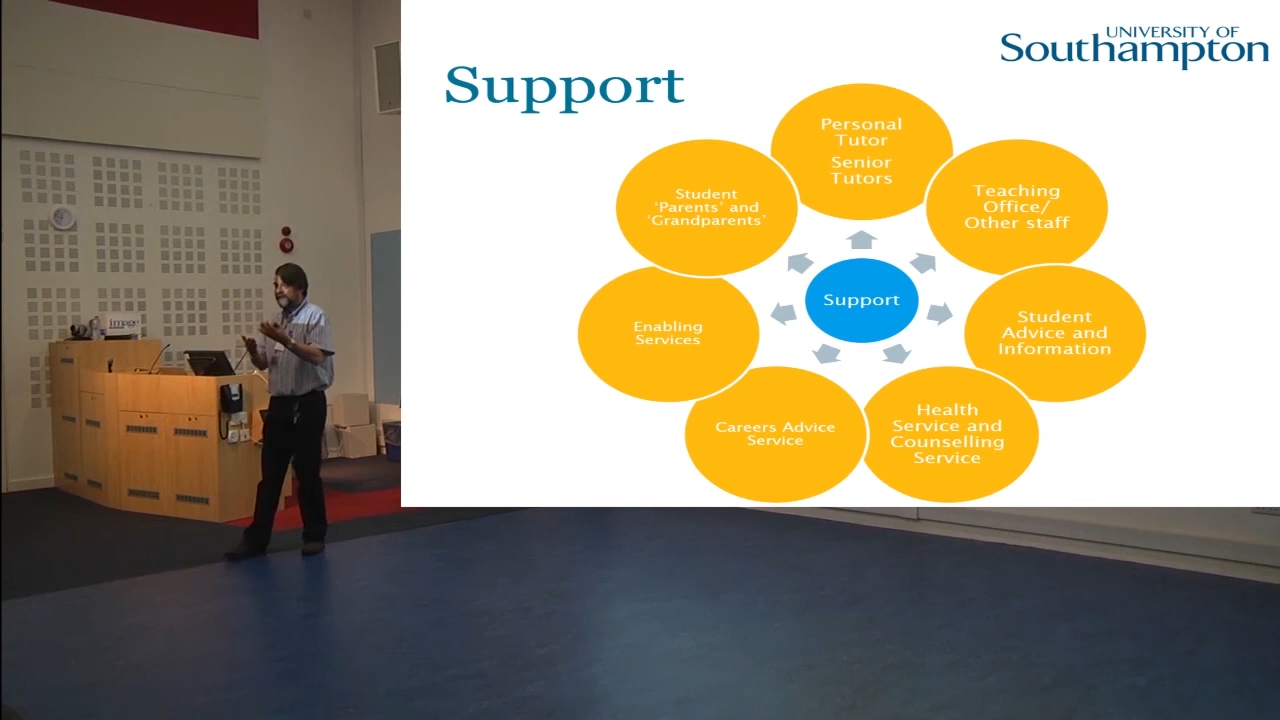 UNIVERSITY OF
Southampton
Support
Personal
Tutor
Senior
Tutors
Teaching
Office/
Other staff
Student
Advice and
Information
Health
Service and
Counselling
Service
Careers Advice
Service
Enabling
Services
Student
‘Parents’ and
‘Grandparents’
Support
image